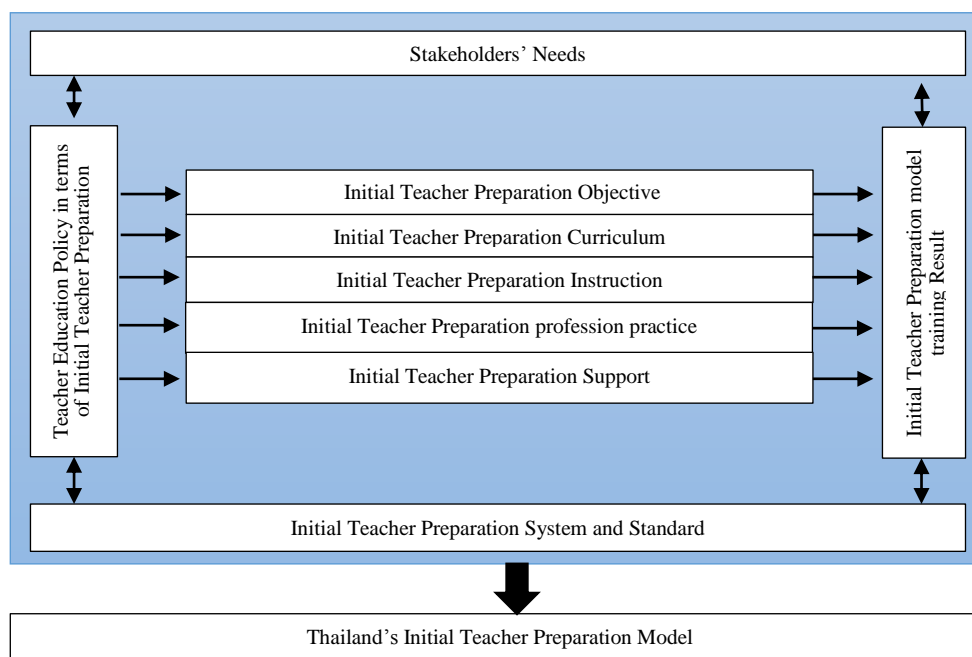 Stakeholders' Needs
Teacher Education Policy in terms
of Initial Teacher Preparation
Initial Teacher Preparation Objective
Initial Teacher Preparation Curriculum
Initial Teacher Preparation Instruction
Initial Teacher Preparation profession practice
Initial Teacher Preparation Support
Initial Teacher Preparation model
training Result
Initial Teacher Preparation System and Standard
Thailand's Initial Teacher Preparation Model